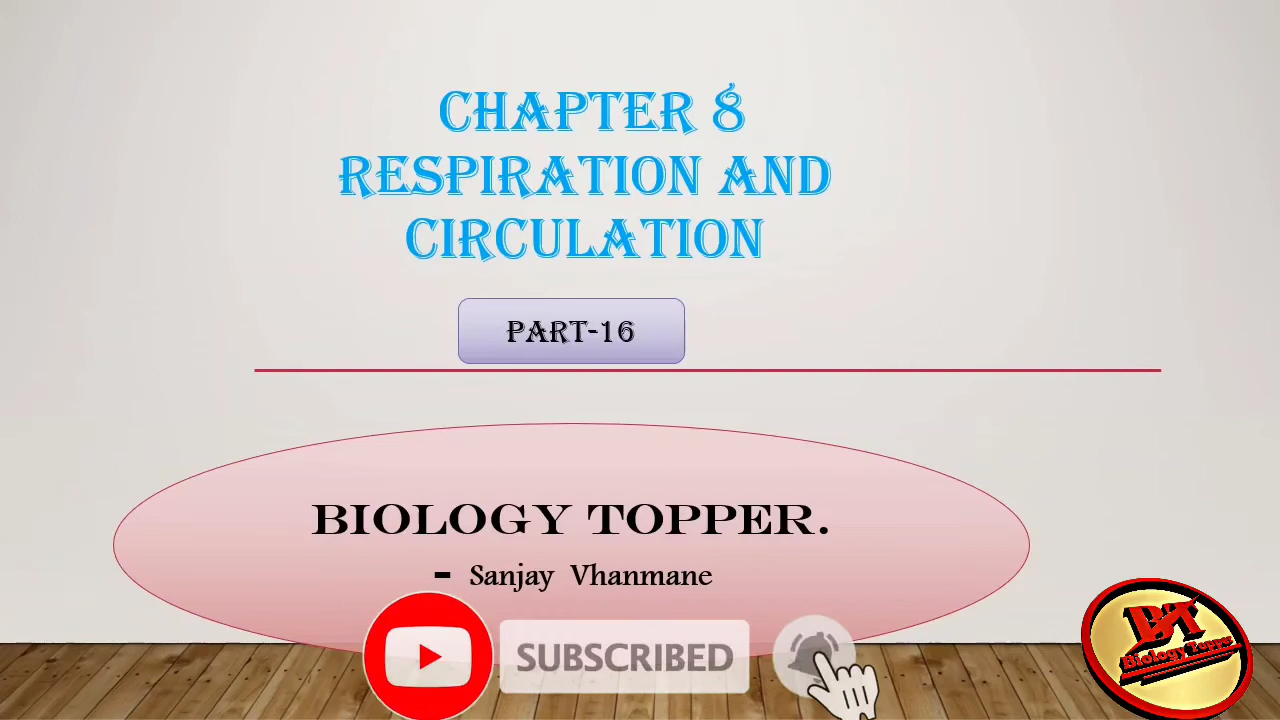 CHAPTER 8
RESPIRATION AND
CIRCULATION
PART-16
BIOLOGY TOPPER.
- Sanjay Vhanmane
SUBSCRIBED
BT
Biology Topper